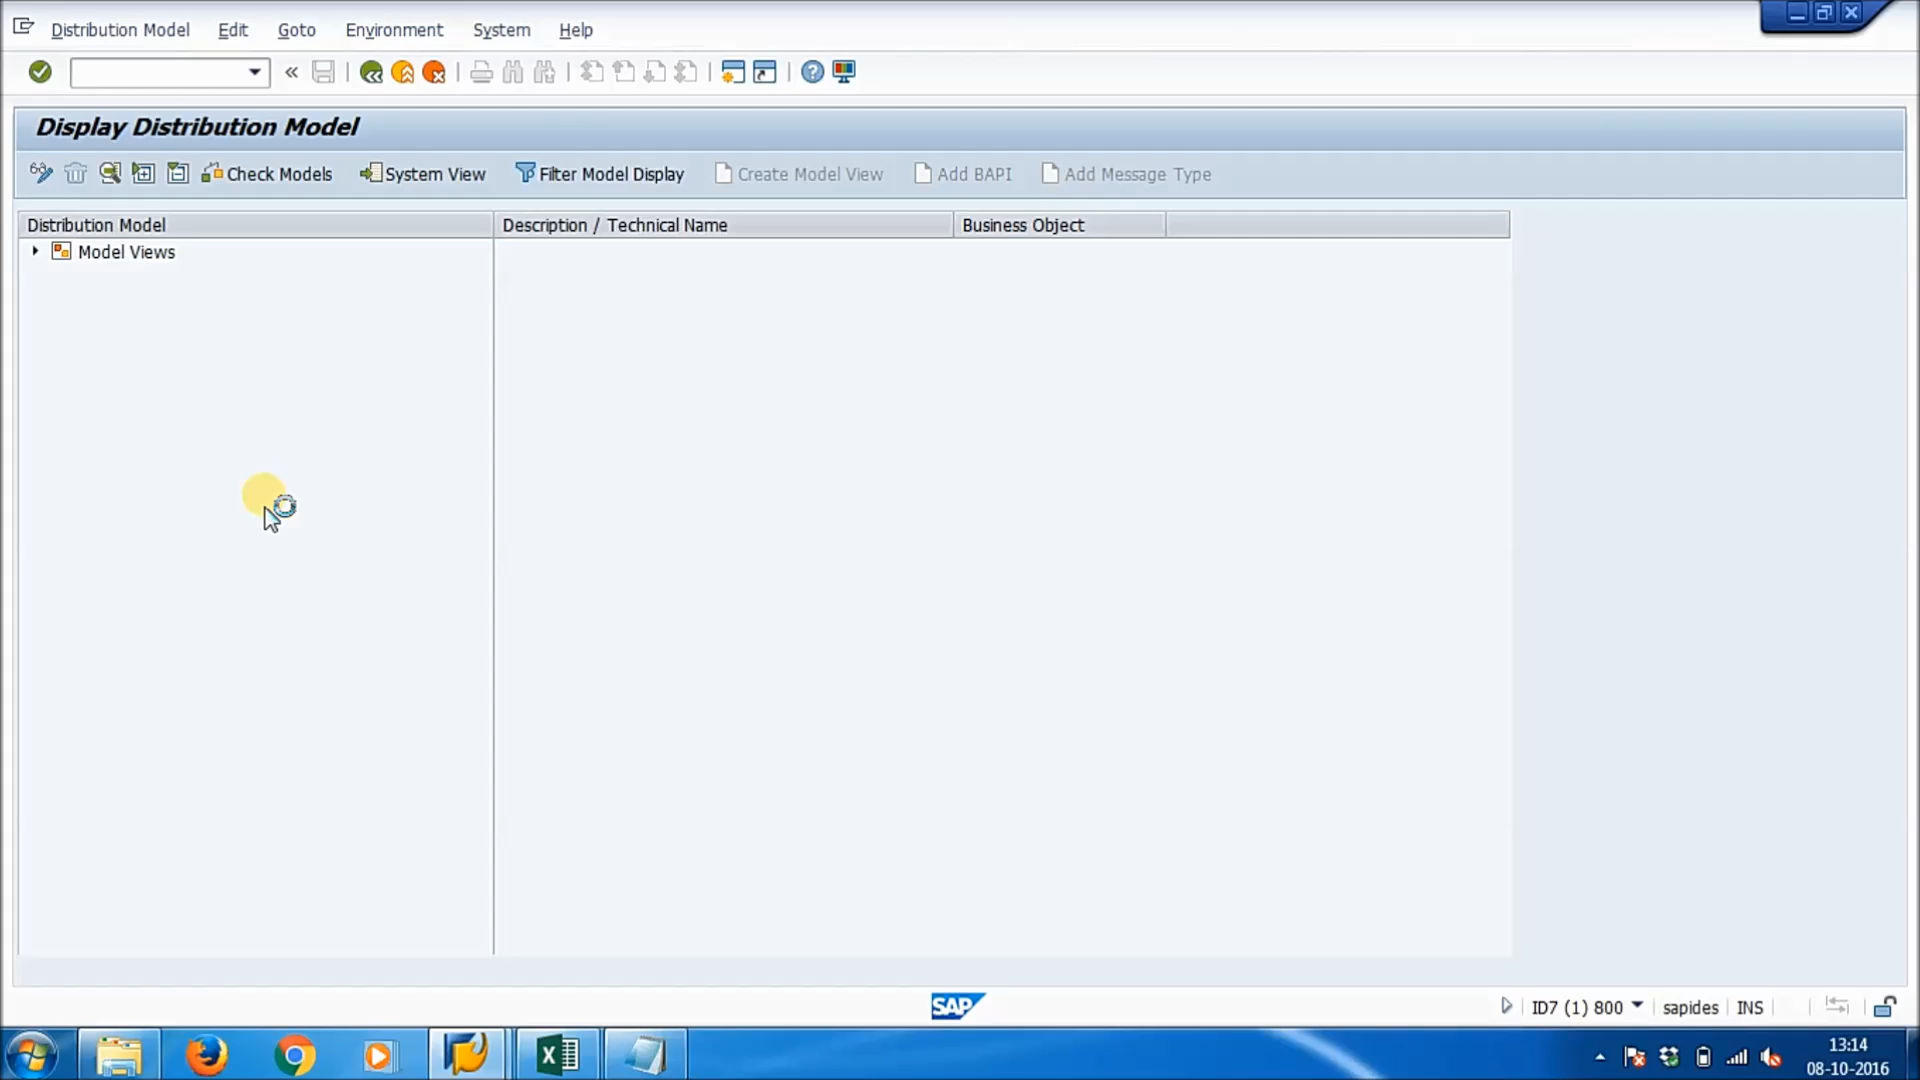 Distribution Model Edit Goto Environment System Help
Display Distribution Model
Check Models System View Filter Model Display Create Model View Add BAPI Add Message Type
Distribution Model Description / Technical Name Business Object
Model Views
SAP ID7 (1) 800 sapides INS
13:14
08-10-2016